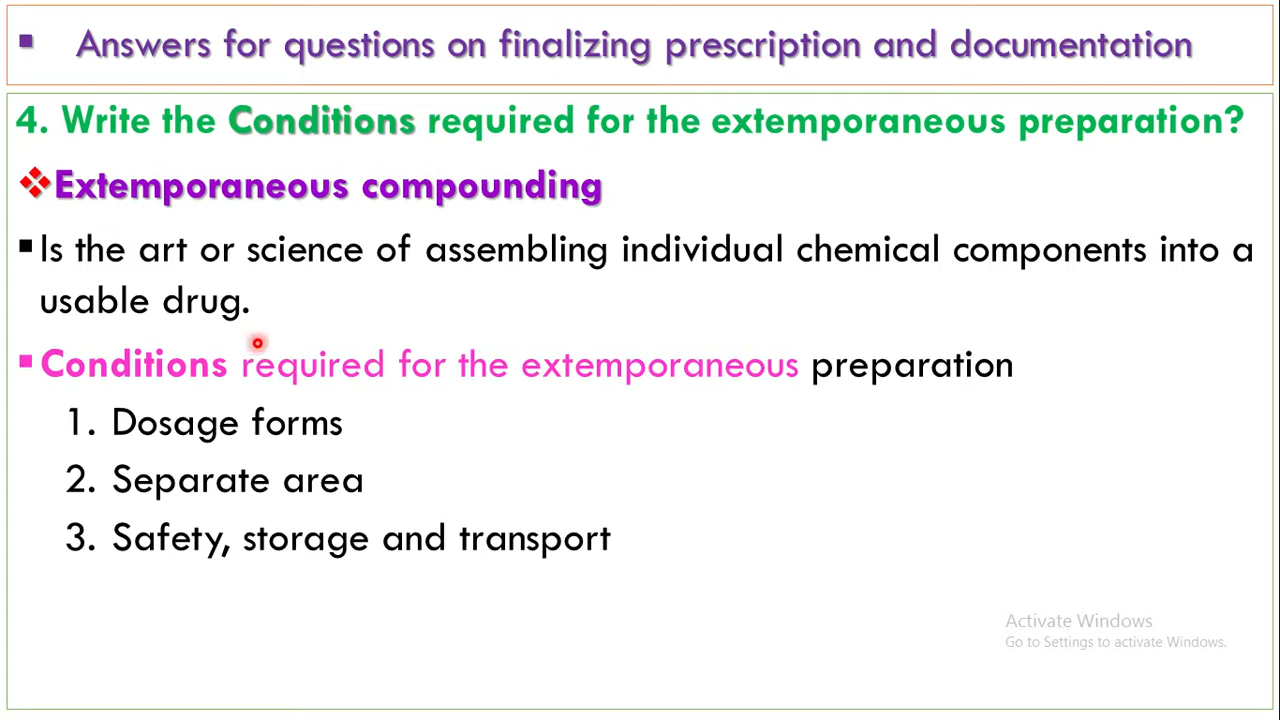 ▪ Answers for questions on finalizing prescription and documentation
4. Write the Conditions required for the extemporaneous preparation?
❖Extemporaneous compounding
▪Is the art or science of assembling individual chemical components into a
usable drug.
▪Conditions required for the extemporaneous preparation
1. Dosage forms
2. Separate area
3. Safety, storage and transport
Activate Windows
Go to Settings to activate Windows.